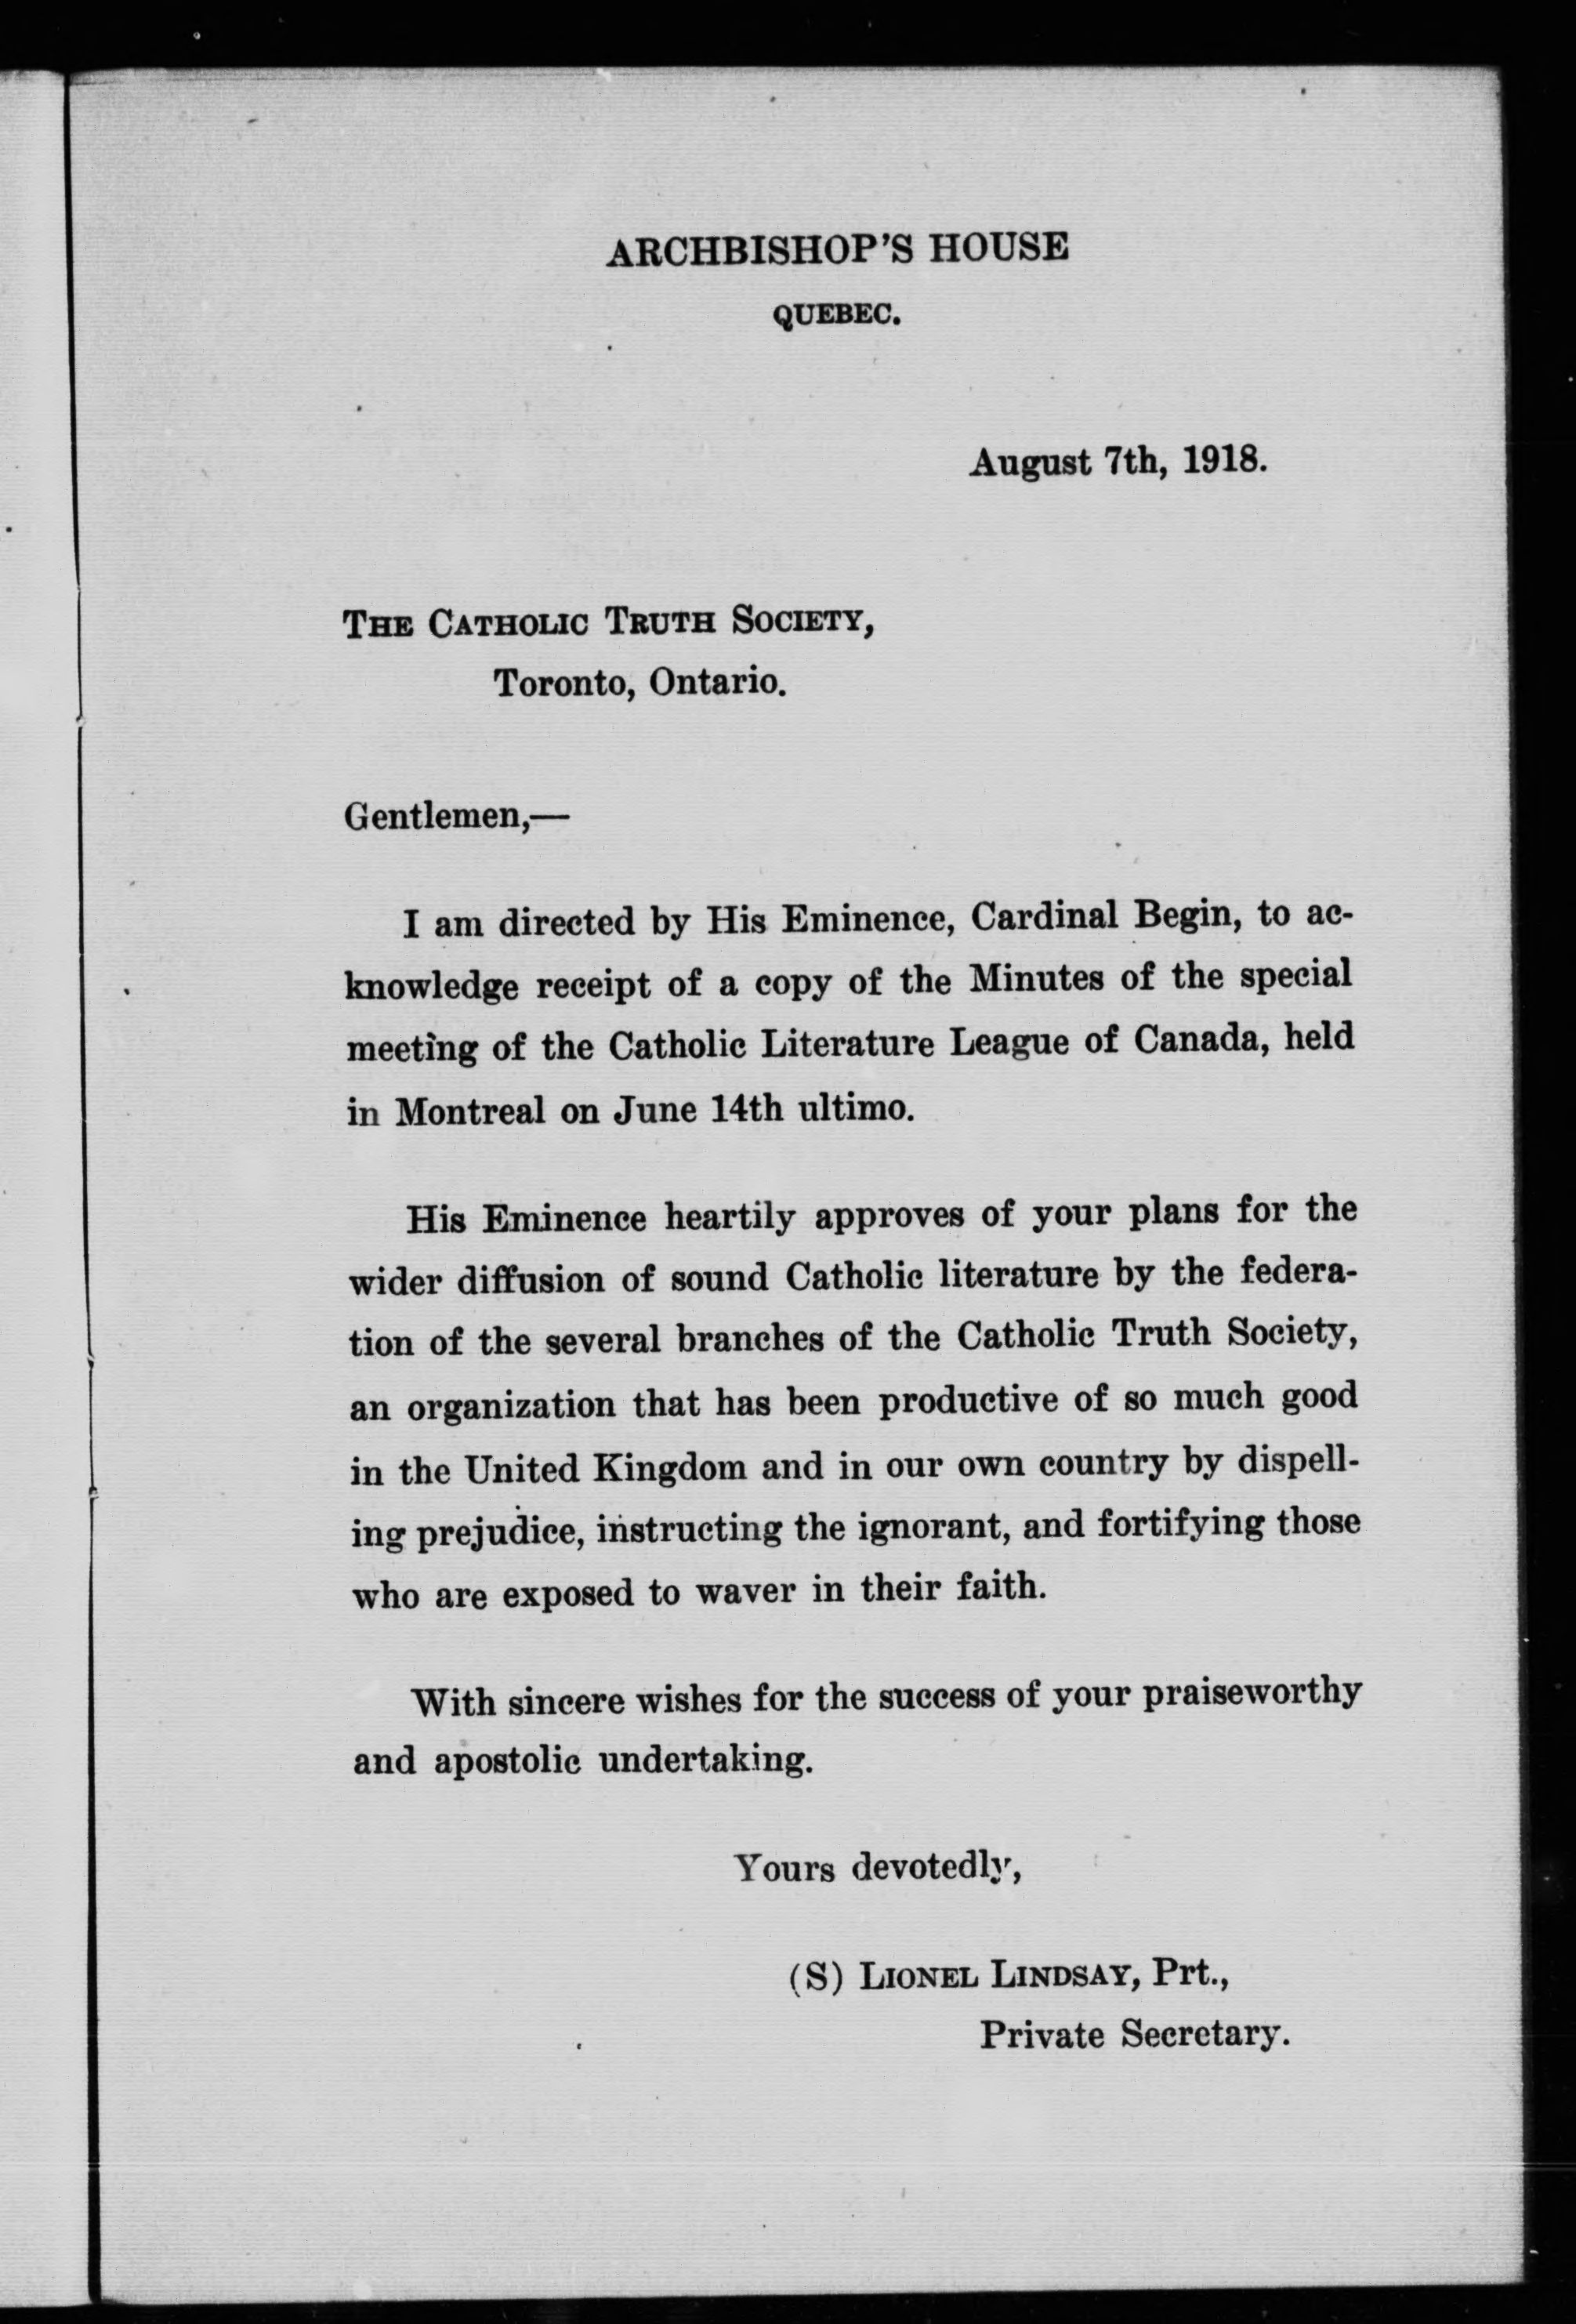 ARCHBISHOP'S HOUSE
QUEBEC.
August 7th, 1918.
THE CATHOLIC TRUTH SOCIETY,
Toronto, Ontario.
Gentlemen,—
I am directed by His Eminence, Cardinal Begin, to ac-
knowledge receipt of a copy of the Minutes of the special
meeting of the Catholic Literature League of Canada, held
in Montreal on June 14th ultimo.
His Eminence heartily approves of your plans for the
wider diffusion of sound Catholic literature by the federa-
tion of the several branches of the Catholic Truth Society,
an organization that has been productive of so much good
in the United Kingdom and in our own country by dispell-
ing prejudice, instructing the ignorant, and fortifying those
who are exposed to waver in their faith.
With sincere wishes for the success of your praiseworthy
and apostolic undertaking.
Yours devotedly,
(S) LIONEL LINDSAY, Prt.,
Private Secretary.